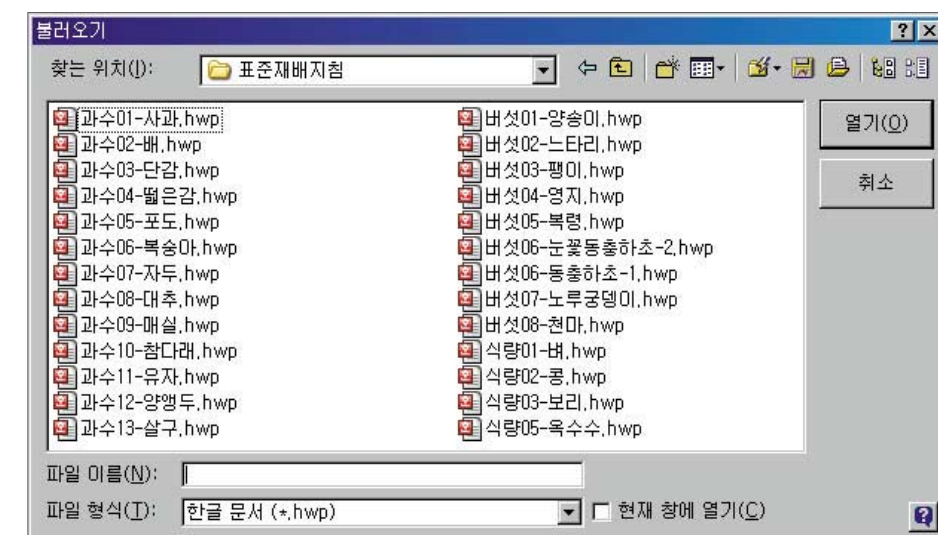 불러오기
찾는 위치(I): 표준재배지침
과수01-사과.hwp
과수02-배.hwp
과수03-단감.hwp
과수04-떫은감.hwp
과수05-포도.hwp
과수06-복숭아.hwp
과수07-자두.hwp
과수08-대추.hwp
과수09-매실.hwp
과수10-참다래.hwp
과수11-유자.hwp
과수12-양앵두.hwp
과수13-살구.hwp
버섯01-양송이.hwp
버섯02-느타리.hwp
버섯03-팽이.hwp
버섯04-영지.hwp
버섯05-복령.hwp
버섯06-눈꽃동충하초-2.hwp
버섯06-동충하초-1.hwp
버섯07-노루궁뎅이.hwp
버섯08-천마.hwp
식량01-벼.hwp
식량02-콩.hwp
식량03-보리.hwp
식량05-옥수수.hwp
열기(O)
취소
파일 이름(N):
파일 형식(T): 한글 문서 (*.hwp) 현재 창에 열기(C)